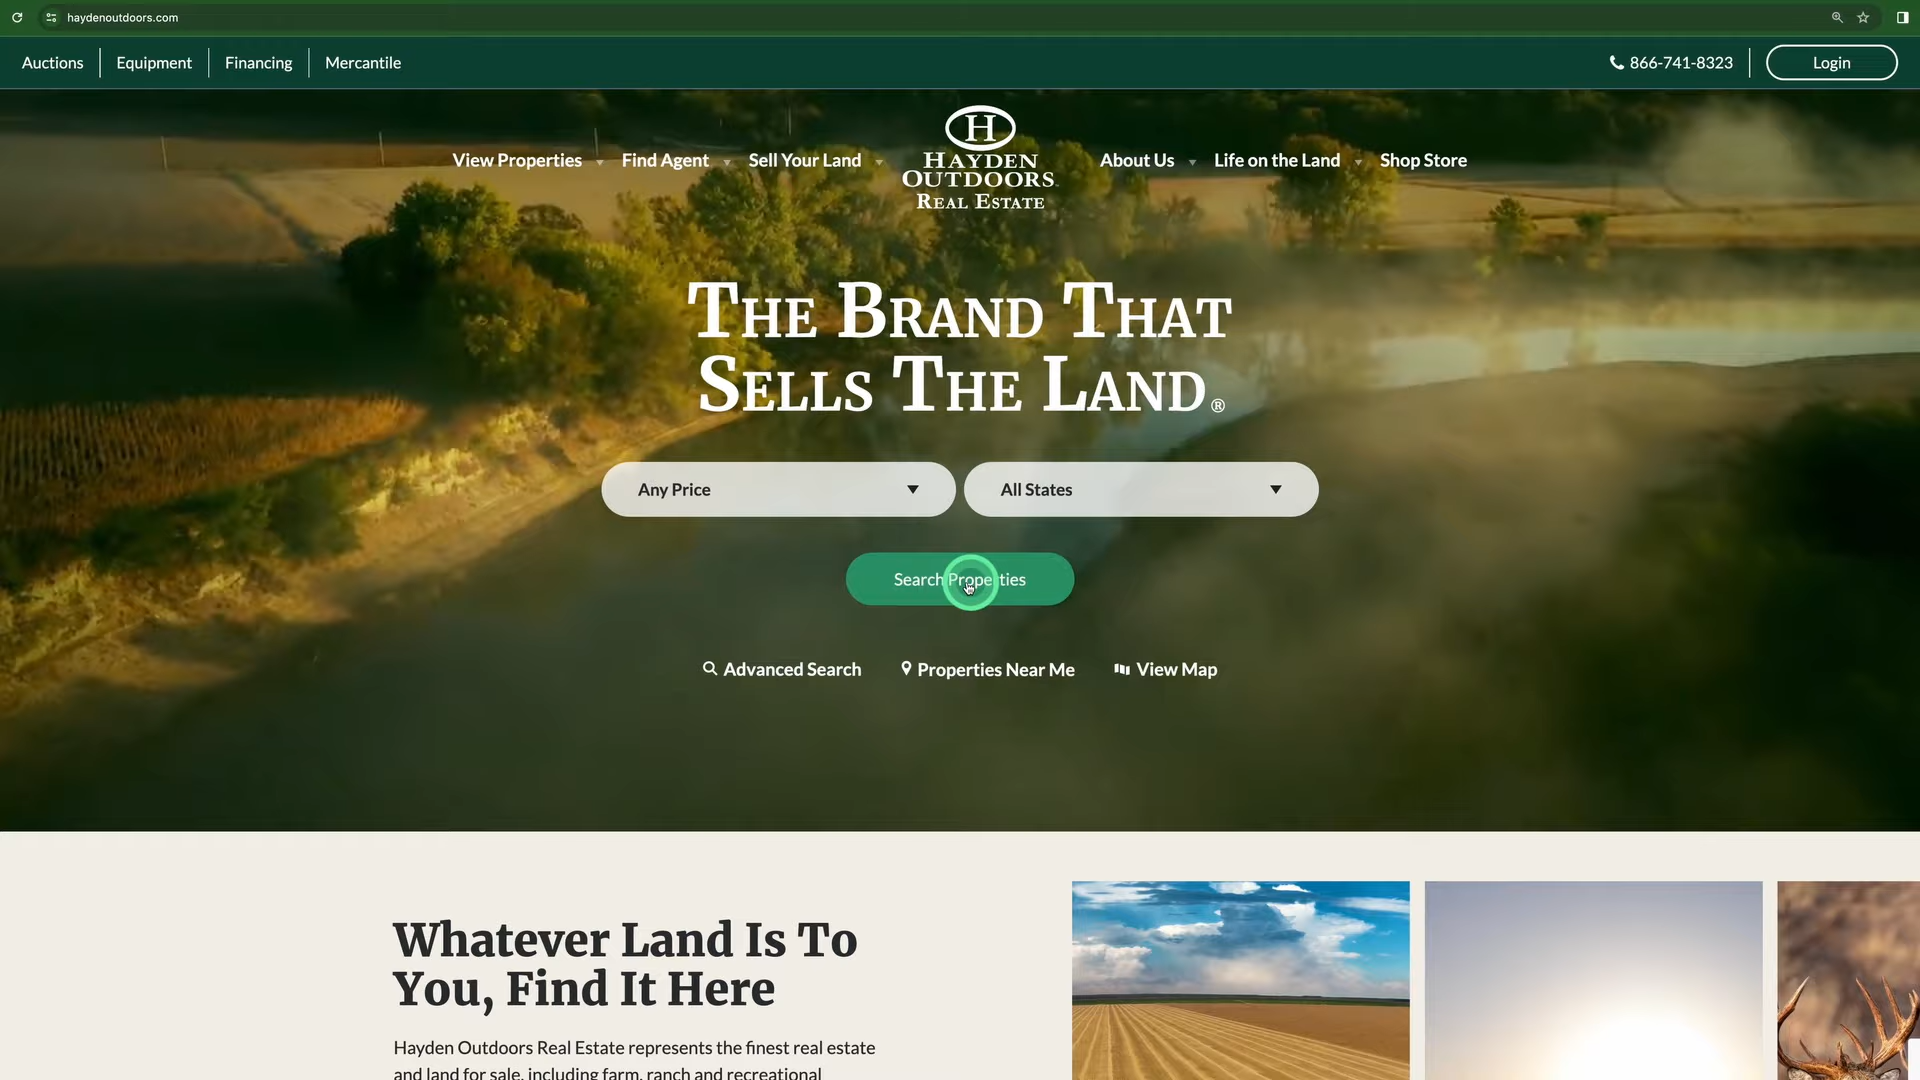 haydenoutdoors.com
Auctions
Equipment
Financing
Mercantile
866-741-8323
Login
View Properties
Find Agent
Sell Your Land
H
HAYDEN
OUTDOORS
REAL ESTATE
About Us
Life on the Land
Shop Store
THE BRAND THAT
SELLS THE LAND®
Any Price
All States
Search Properties
Advanced Search
Properties Near Me
View Map
Whatever Land Is To
You, Find It Here
Hayden Outdoors Real Estate represents the finest real estate
and land for sale, including farm, ranch and recreational